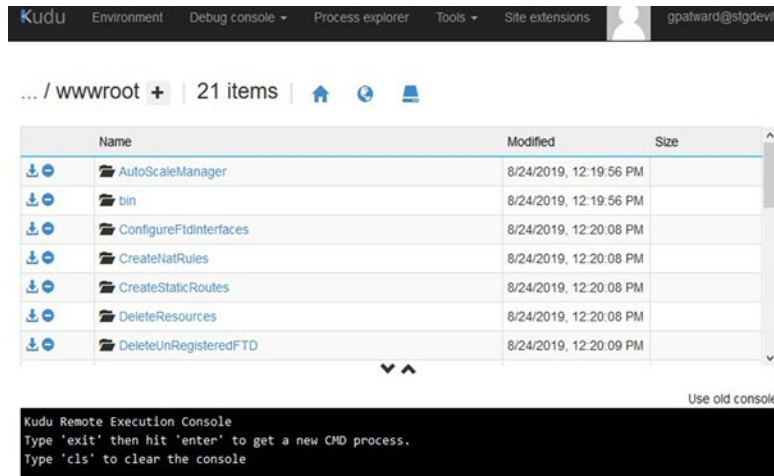 Kudu Environment Debug console Process explorer Tools Site extensions gpatward@stgdevit
... / wwwroot + 21 items
Name Modified Size
AutoScaleManager 8/24/2019, 12:19:56 PM
bin 8/24/2019, 12:19:56 PM
ConfigureFtdInterfaces 8/24/2019, 12:20:08 PM
CreateNatRules 8/24/2019, 12:20:08 PM
CreateStaticRoutes 8/24/2019, 12:20:08 PM
DeleteResources 8/24/2019, 12:20:08 PM
DeleteUnRegisteredFTD 8/24/2019, 12:20:09 PM
Use old console
Kudu Remote Execution Console
Type 'exit' then hit 'enter' to get a new CMD process.
Type 'cls' to clear the console